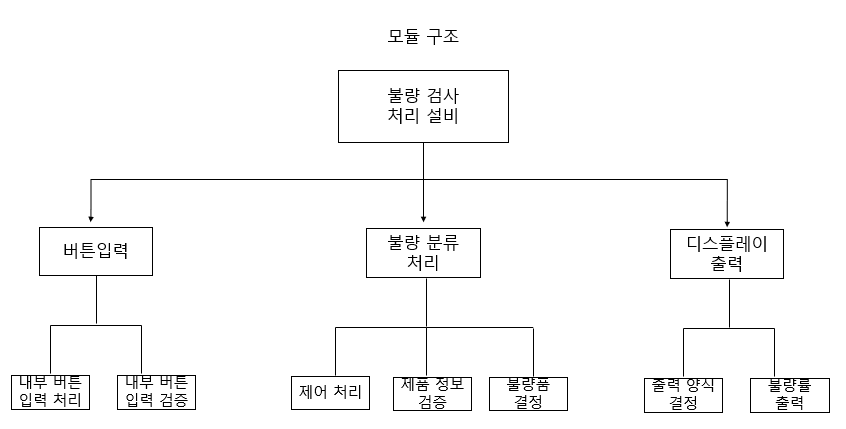 모듈 구조
불량 검사
처리 설비
버튼입력
불량 분류
처리
디스플레이
출력
내부 버튼
입력 처리
내부 버튼
입력 검증
제어 처리
제품 정보
검증
불량품
결정
출력 양식
결정
불량률
출력